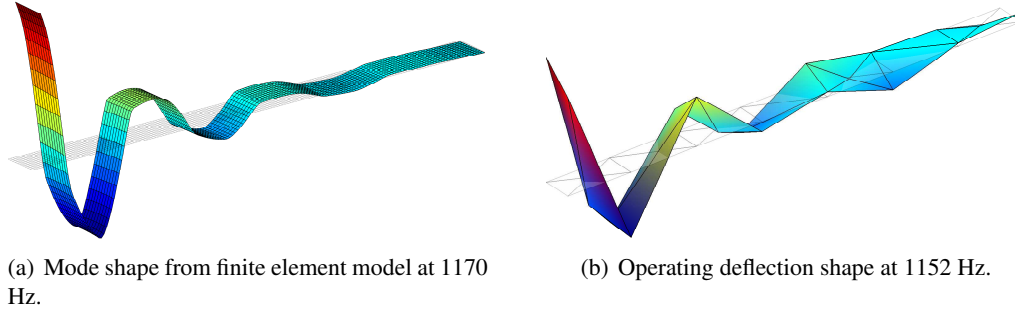 (a) Mode shape from finite element model at 1170
Hz.
(b) Operating deflection shape at 1152 Hz.